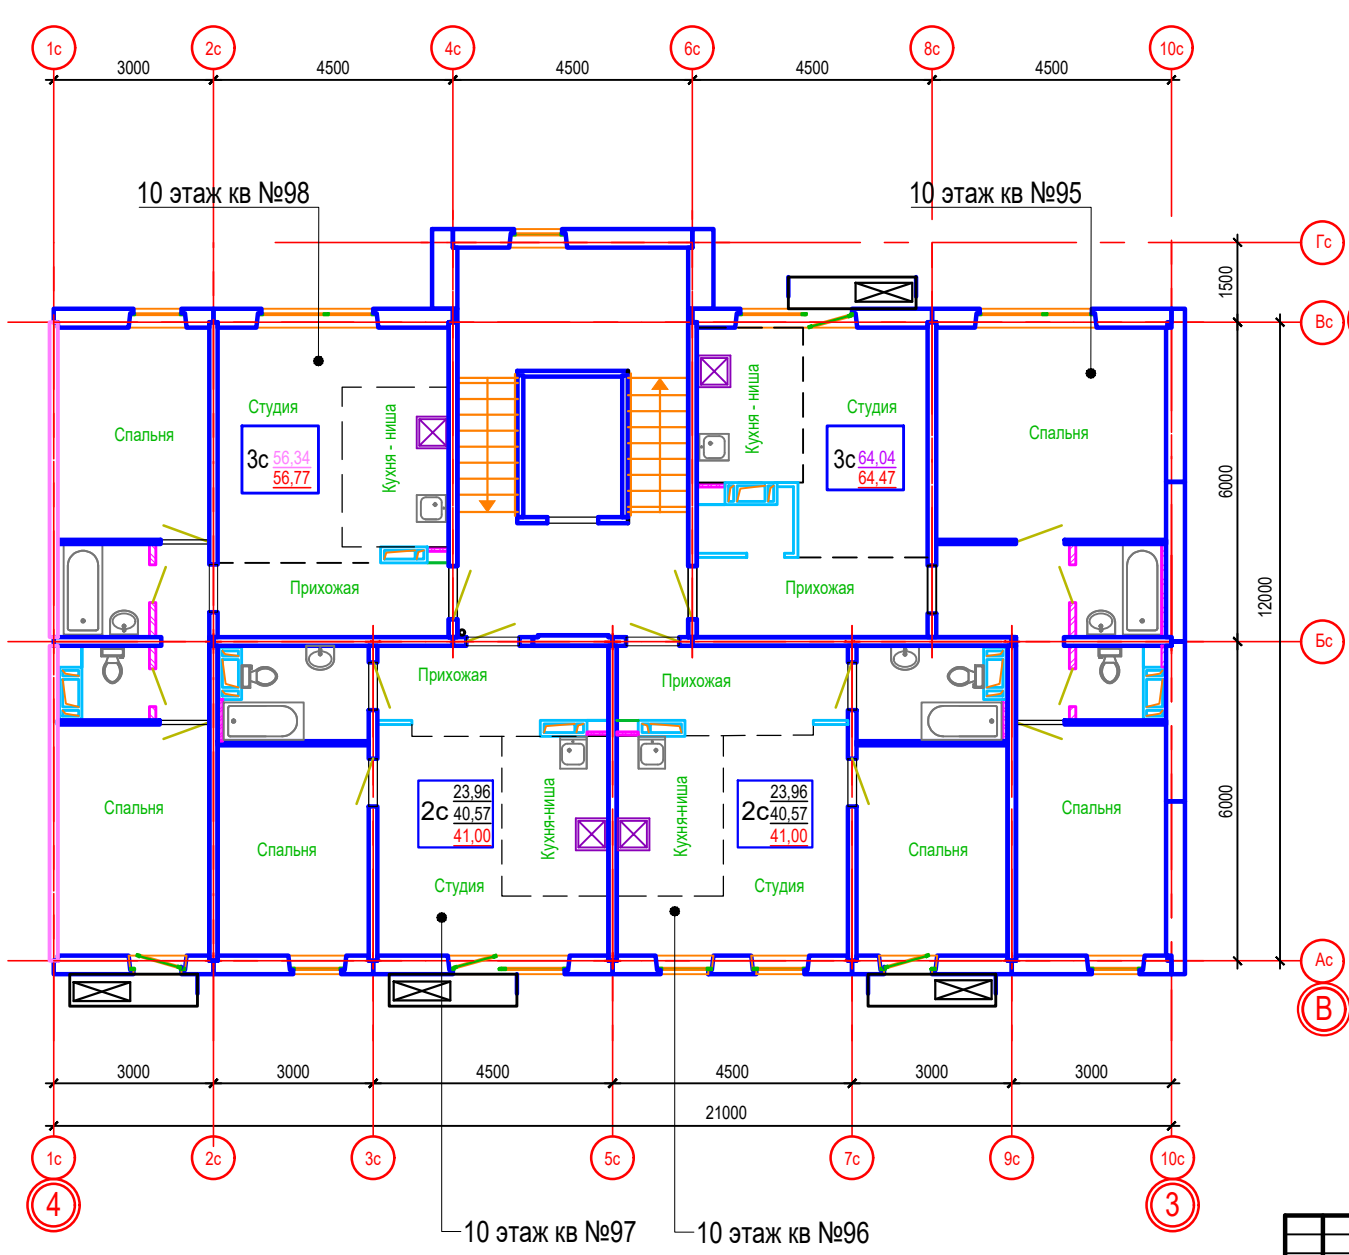 1с 2с 4с 6с 8с 10с
3000 4500 4500 4500 4500
10 этаж кв №98
10 этаж кв №95
Гс
1500
Вс
Студия
Кухня - ниша
Спальня
3с 56,34
56,77
Кухня - ниша
Студия
3с 64,04
64,47
Спальня
6000
12000
Прихожая
Прихожая
Бс
Прихожая
Прихожая
Спальня
Спальня
23,96
2с 40,57
41,00
Кухня-ниша
Студия
Кухня-ниша
23,96
2с 40,57
41,00
Студия
Спальня
Спальня
6000
Ас
В
3000 3000 4500 4500 3000 3000
21000
1с 2с 3с 5с 7с 9с 10с
4 3
10 этаж кв №97
10 этаж кв №96